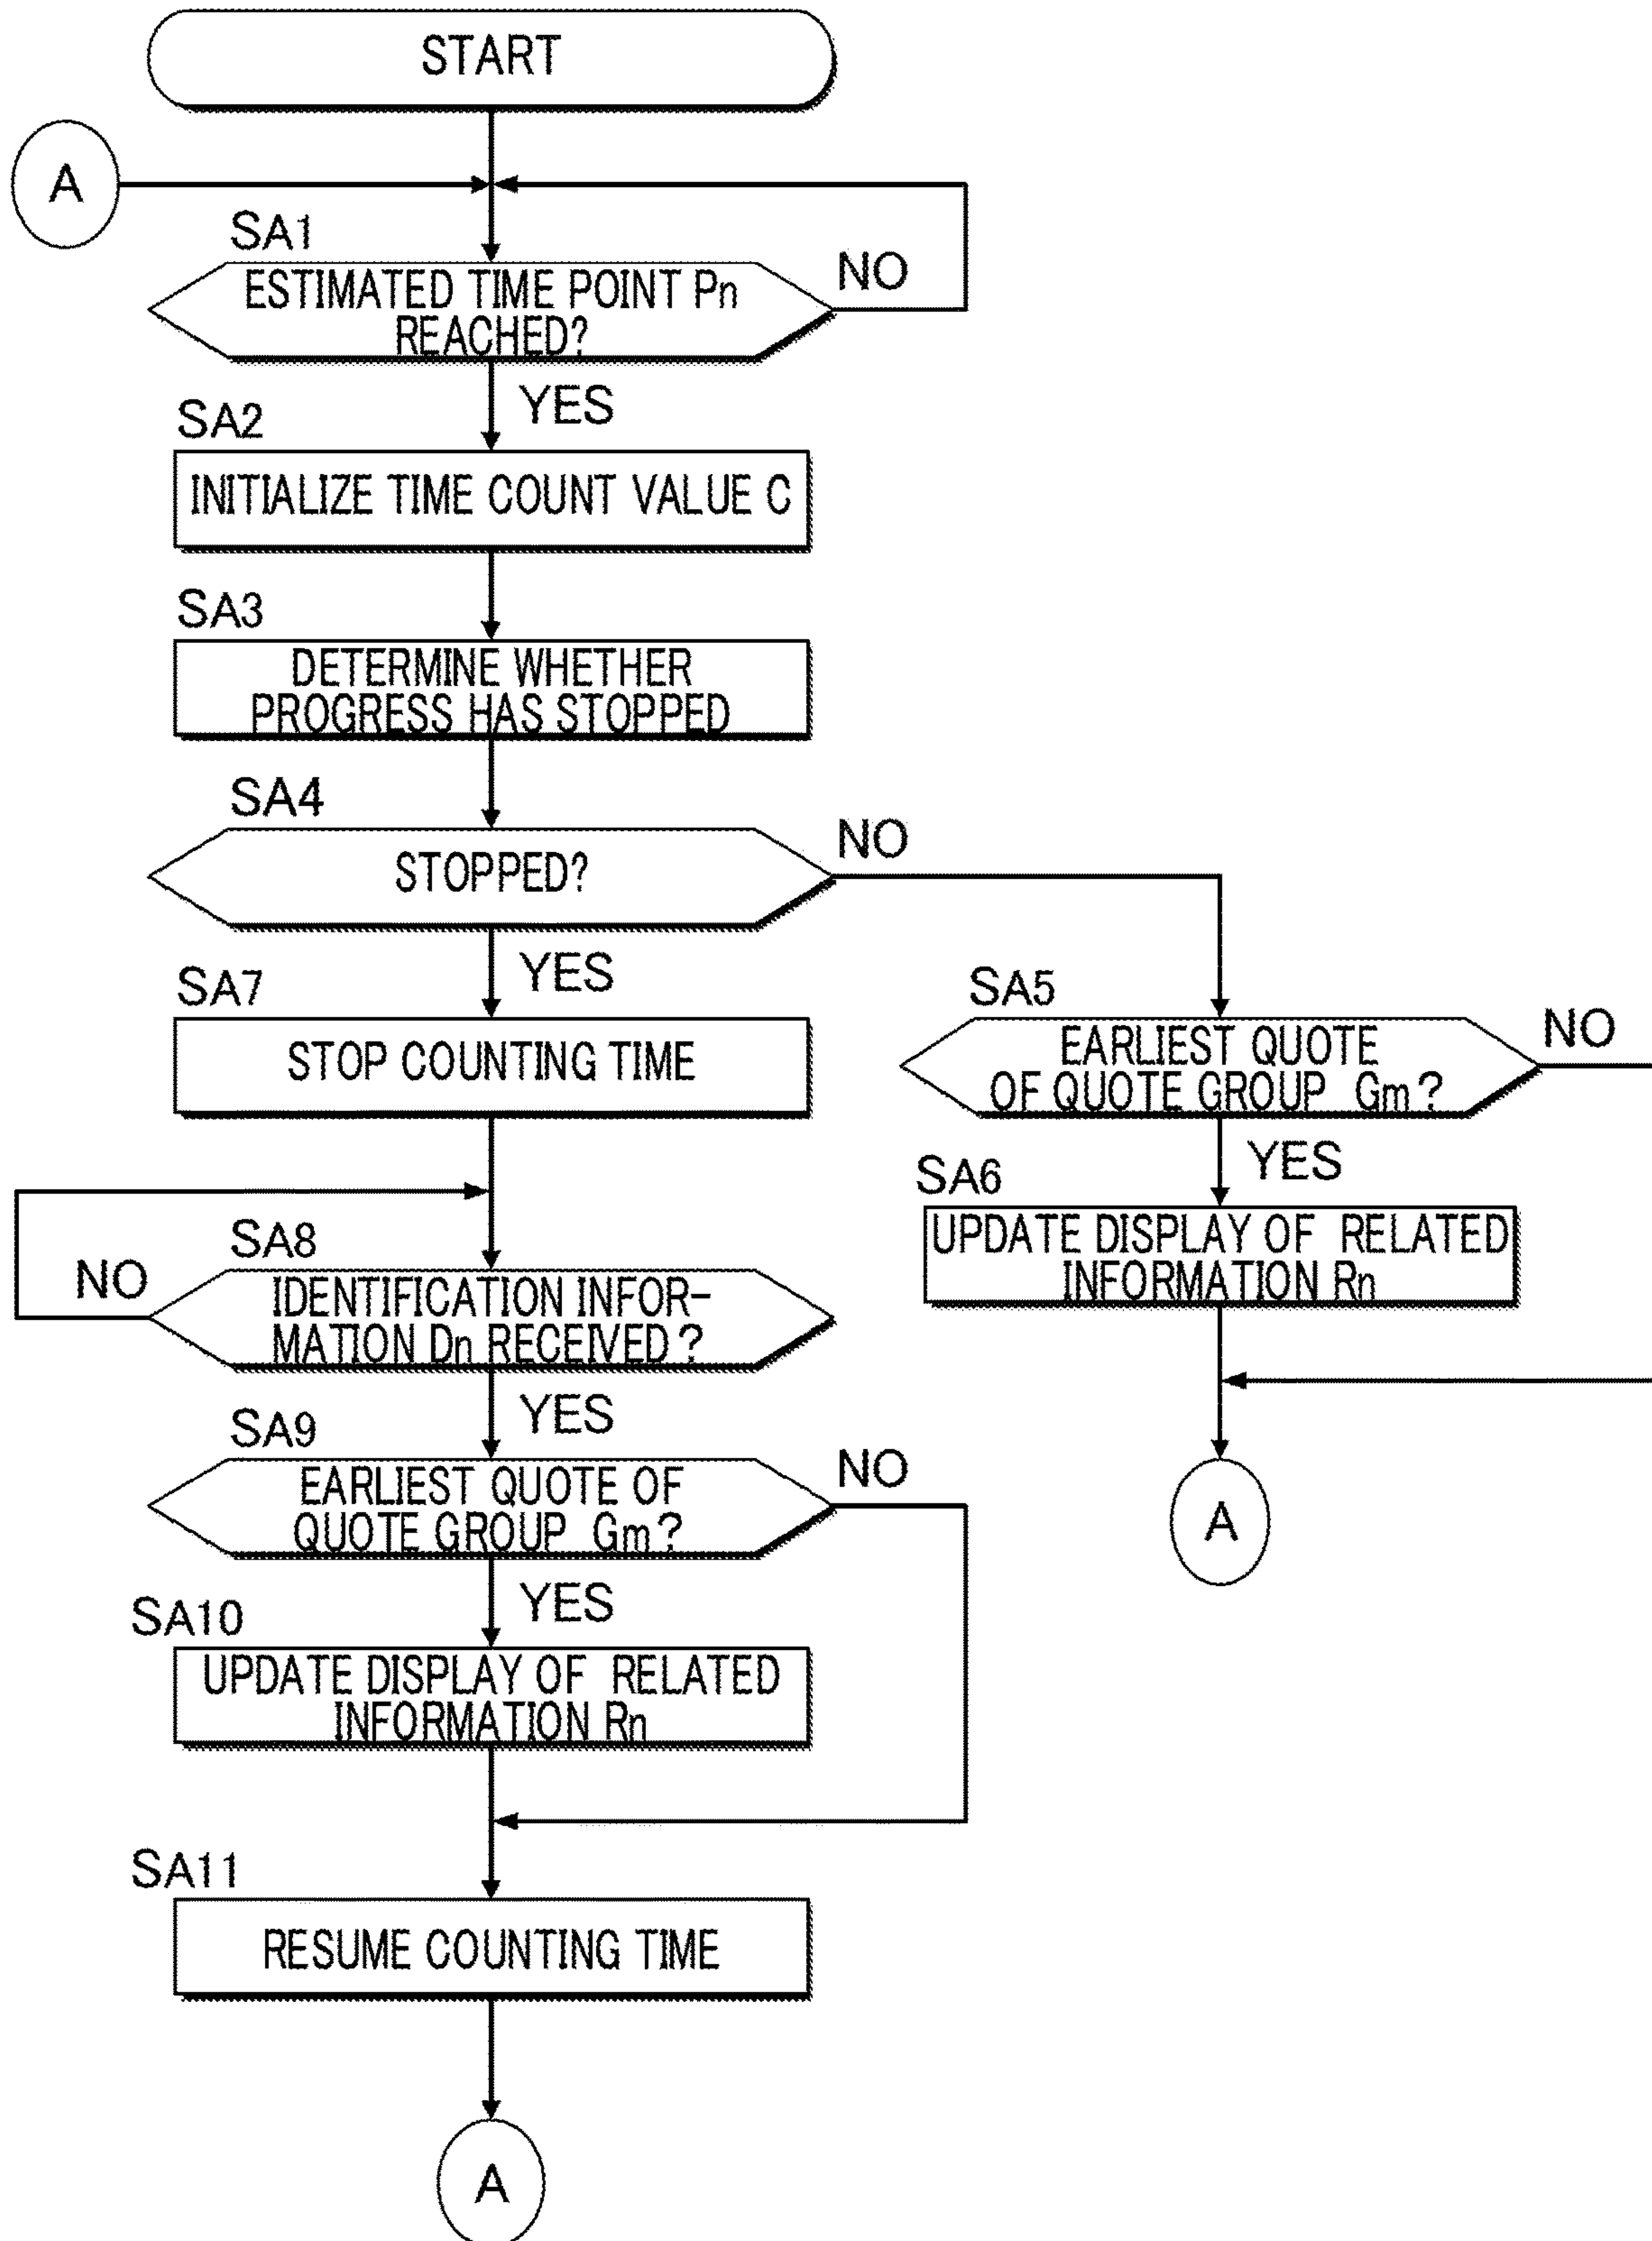 START
A
SA1
ESTIMATED TIME POINT Pn
REACHED?
NO
YES
SA2
INITIALIZE TIME COUNT VALUE C
SA3
DETERMINE WHETHER
PROGRESS HAS STOPPED
SA4
STOPPED?
NO
YES
SA7
STOP COUNTING TIME
SA5
EARLIEST QUOTE
OF QUOTE GROUP Gm?
NO
YES
SA6
UPDATE DISPLAY OF RELATED
INFORMATION Rn
A
SA8
NO
IDENTIFICATION INFOR-
MATION Dn RECEIVED?
YES
SA9
EARLIEST QUOTE OF
QUOTE GROUP Gm?
NO
YES
SA10
UPDATE DISPLAY OF RELATED
INFORMATION Rn
SA11
RESUME COUNTING TIME
A